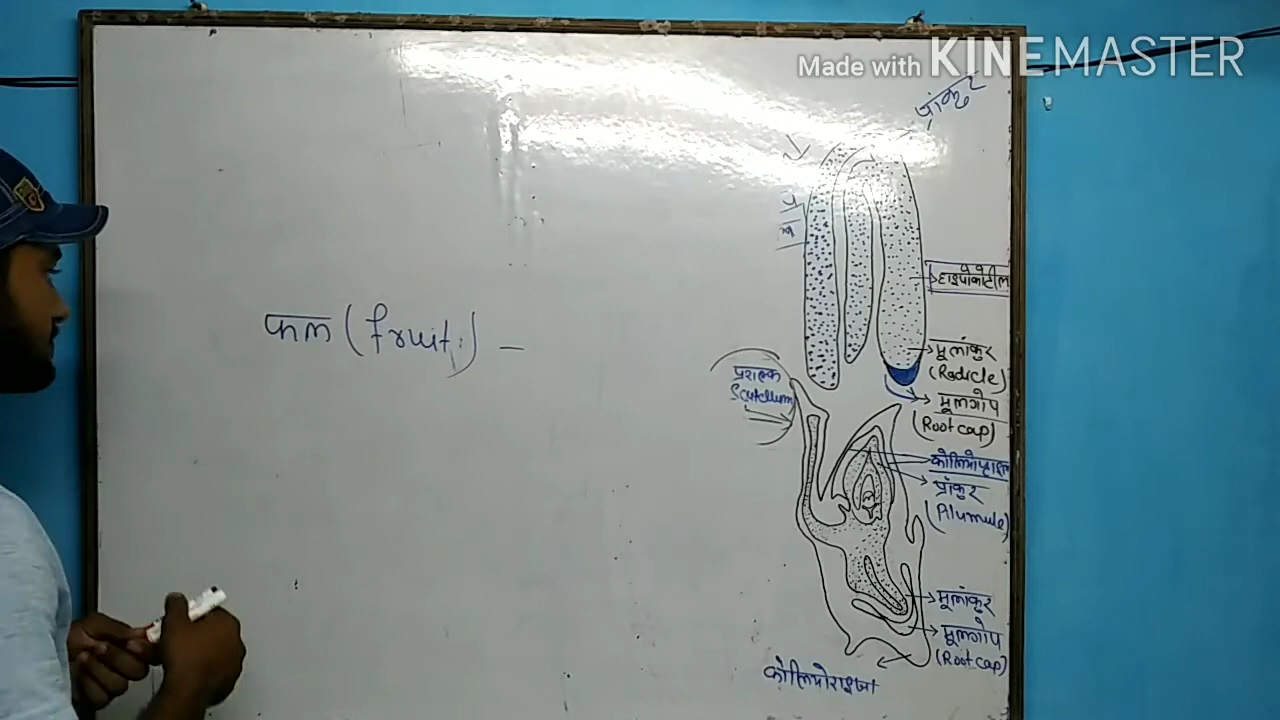 Made with KINEMASTER
प्रांकुर
हाइपोकोटील
मूलांकुर
(Radicle)
मूलगोप
(Root cap)
फल (fruit) –
प्रशल्क
Scutellum
कोलियोप्टाइल
प्रांकुर
(Plumule)
मूलांकुर
मूलगोप
(Root cap)
कोलियोराइजा